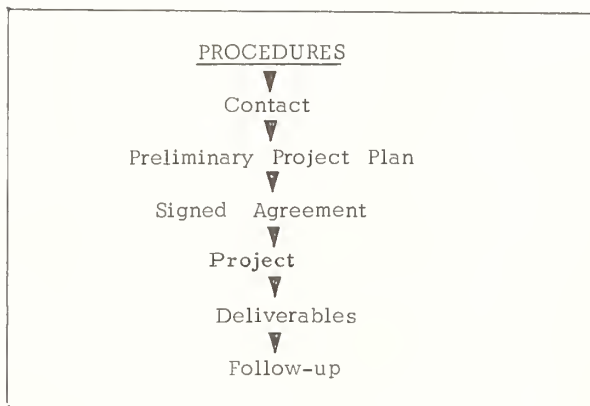 PROCEDURES
Contact
Preliminary Project Plan
Signed Agreement
Project
Deliverables
Follow-up